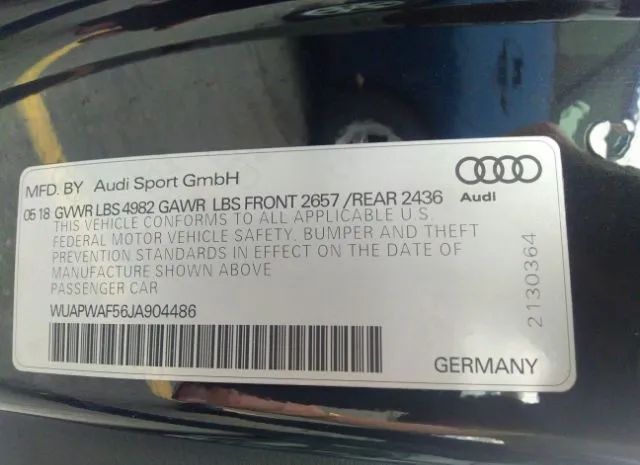 MFD. BY Audi Sport GmbH
05 18 GVWR LBS 4982 GAWR LBS FRONT 2657 /REAR 2436
THIS VEHICLE CONFORMS TO ALL APPLICABLE U S.
FEDERAL MOTOR VEHICLE SAFETY, BUMPER AND THEFT
PREVENTION STANDARDS IN EFFECT ON THE DATE OF
MANUFACTURE SHOWN ABOVE
PASSENGER CAR
WUAPWAF56JA904486
Audi
2130364
GERMANY